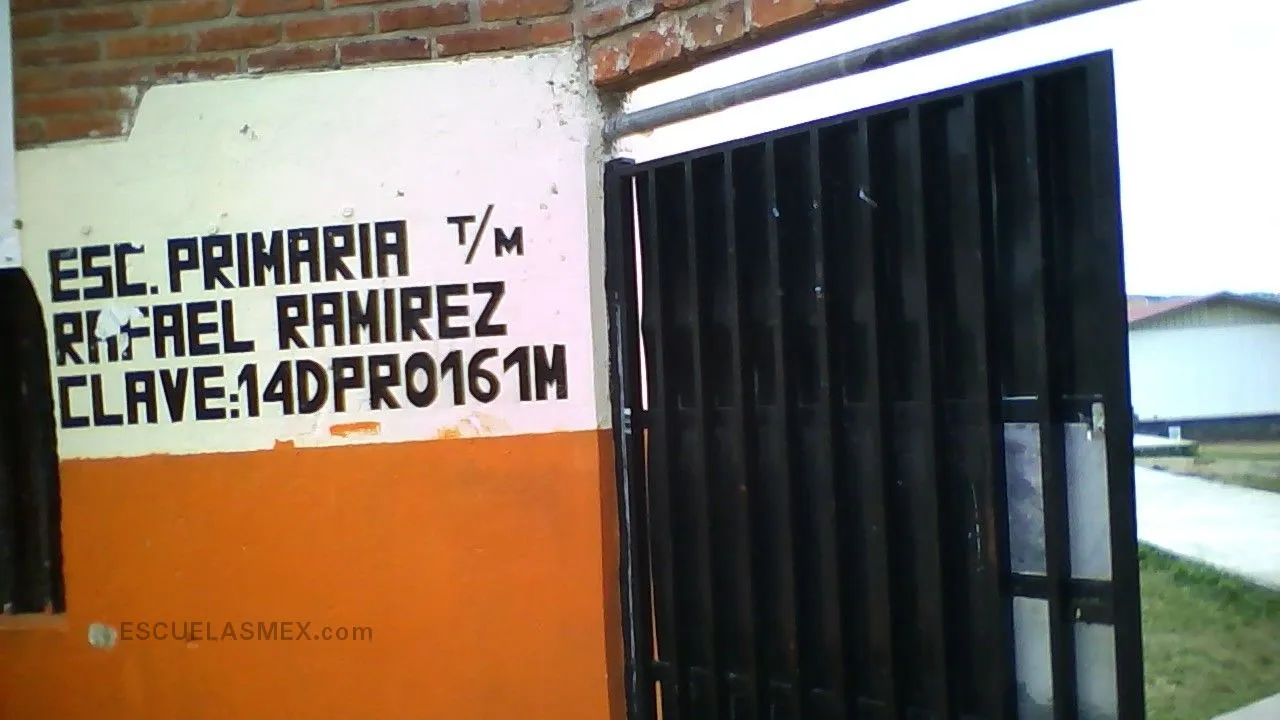 ESC. PRIMARIA T/M
RAFAEL RAMIREZ
CLAVE:14DPR0161M
ESCUELASMEX.com